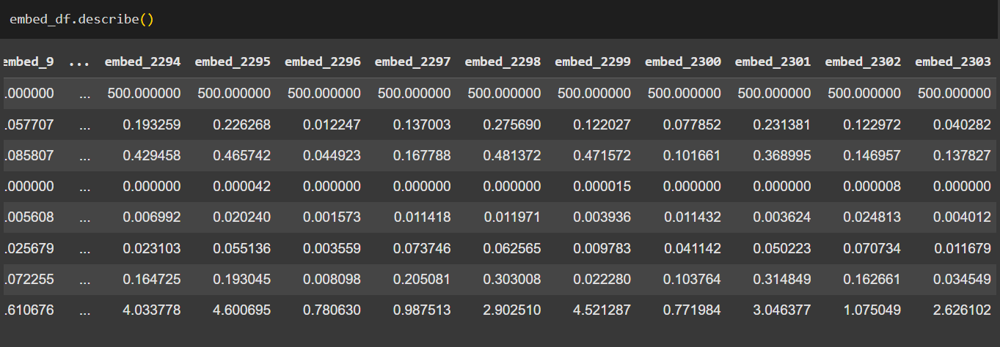 embed_df.describe()
embed_9 ... embed_2294 embed_2295 embed_2296 embed_2297 embed_2298 embed_2299 embed_2300 embed_2301 embed_2302 embed_2303
.000000 ... 500.000000 500.000000 500.000000 500.000000 500.000000 500.000000 500.000000 500.000000 500.000000 500.000000
.057707 ... 0.193259 0.226268 0.012247 0.137003 0.275690 0.122027 0.077852 0.231381 0.122972 0.040282
.085807 ... 0.429458 0.465742 0.044923 0.167788 0.481372 0.471572 0.101661 0.368995 0.146957 0.137827
.000000 ... 0.000000 0.000042 0.000000 0.000000 0.000000 0.000015 0.000000 0.000000 0.000008 0.000000
.005608 ... 0.006992 0.020240 0.001573 0.011418 0.011971 0.003936 0.011432 0.003624 0.024813 0.004012
.025679 ... 0.023103 0.055136 0.003559 0.073746 0.062565 0.009783 0.041142 0.050223 0.070734 0.011679
.072255 ... 0.164725 0.193045 0.008098 0.205081 0.303008 0.022280 0.103764 0.314849 0.162661 0.034549
.610676 ... 4.033778 4.600695 0.780630 0.987513 2.902510 4.521287 0.771984 3.046377 1.075049 2.626102